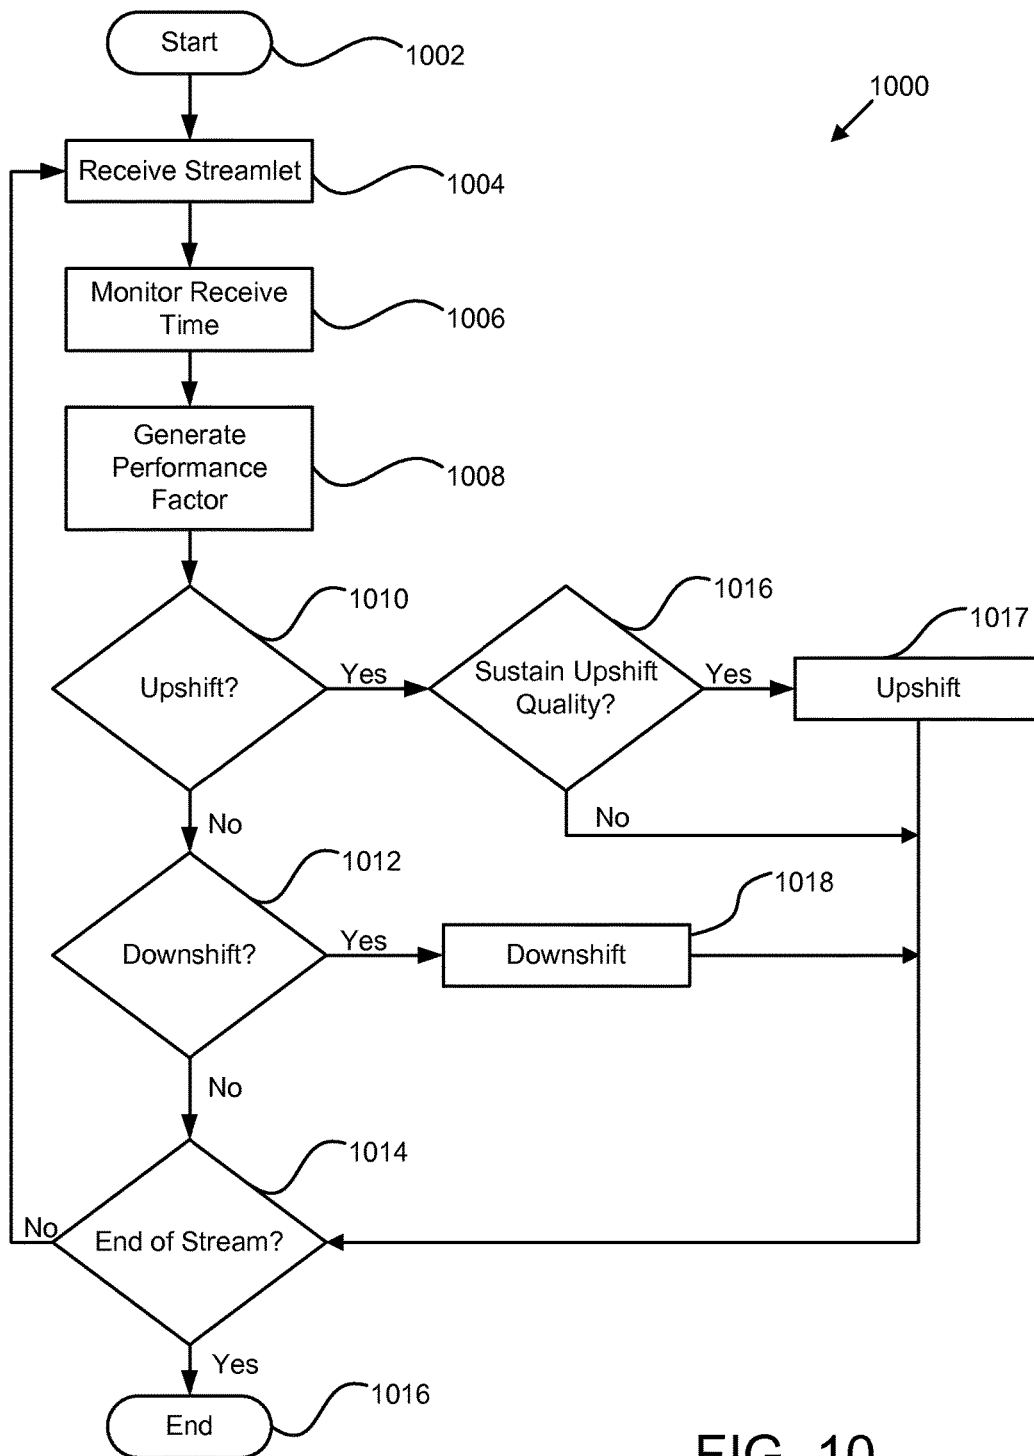 Start
1002
1000
Receive Streamlet
1004
Monitor Receive
Time
1006
Generate
Performance
Factor
1008
1010
1016
1017
Upshift?
Yes
Sustain Upshift
Quality?
Yes
Upshift
No
No
1012
1018
Downshift?
Yes
Downshift
No
1014
No
End of Stream?
Yes
End
1016
FIG. 10